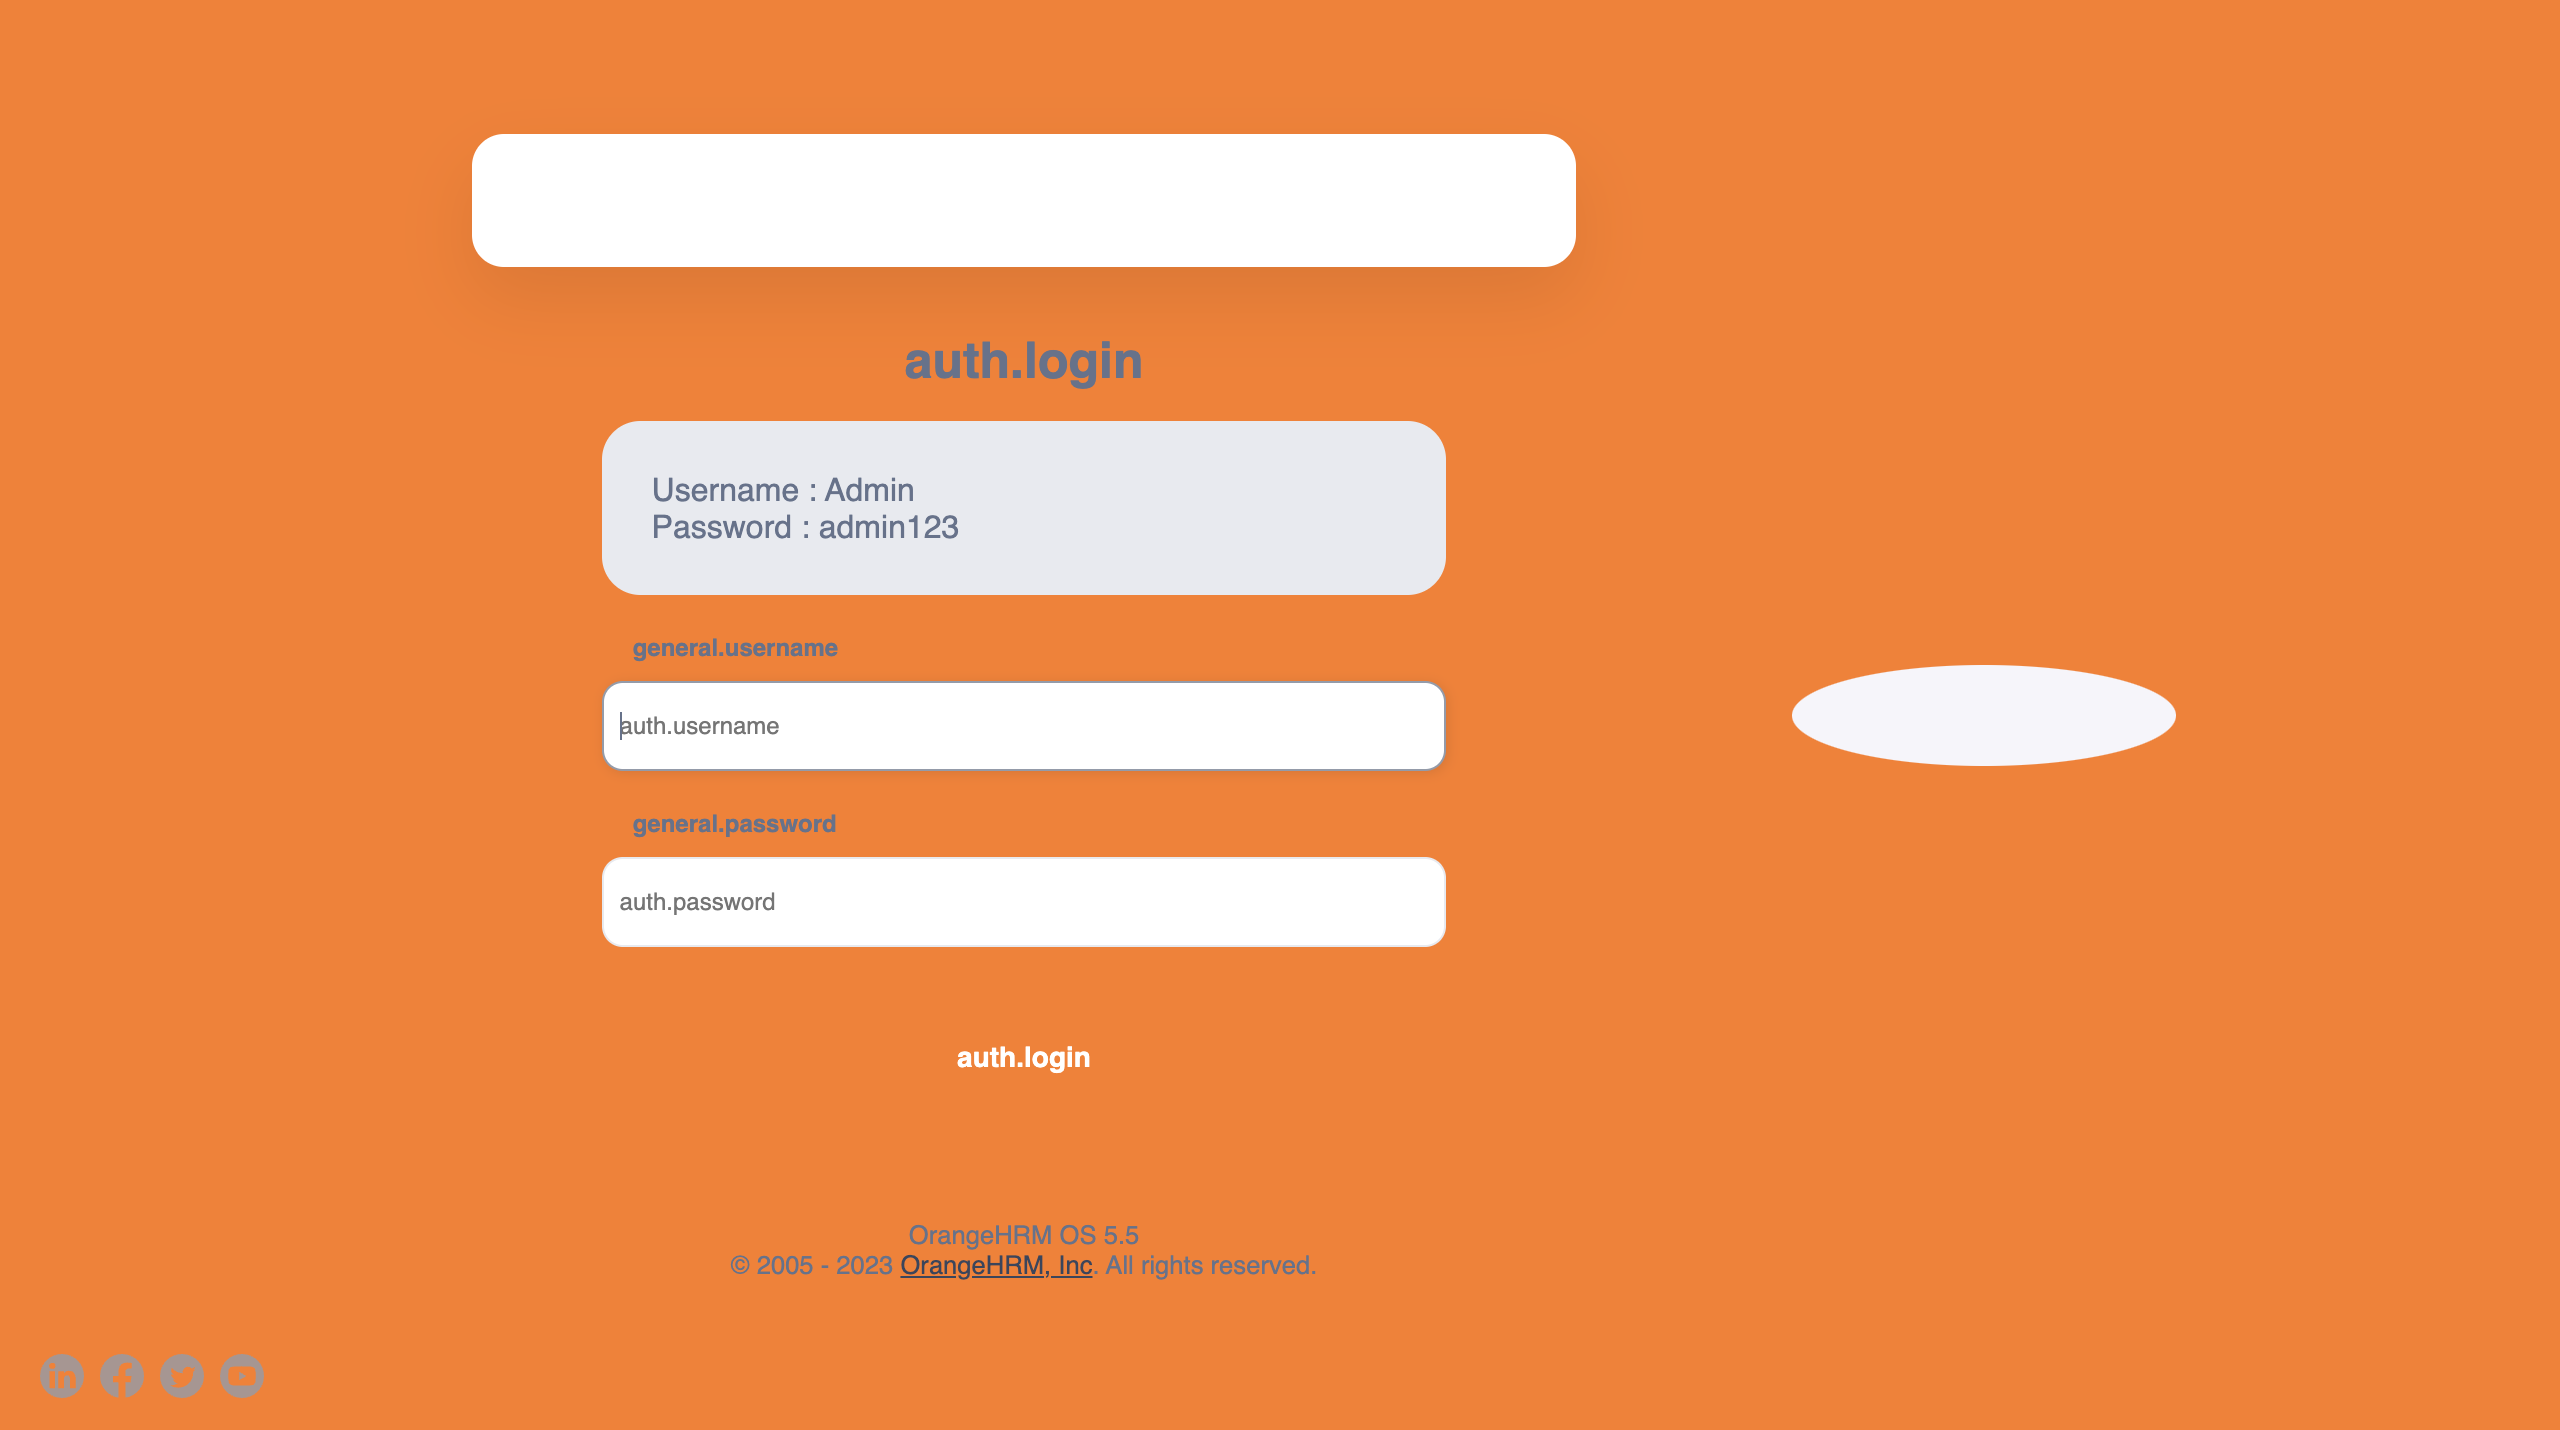 auth.login
Username : Admin
Password : admin123
general.username
auth.username
general.password
auth.password
auth.login
OrangeHRM OS 5.5
© 2005 - 2023 OrangeHRM, Inc. All rights reserved.